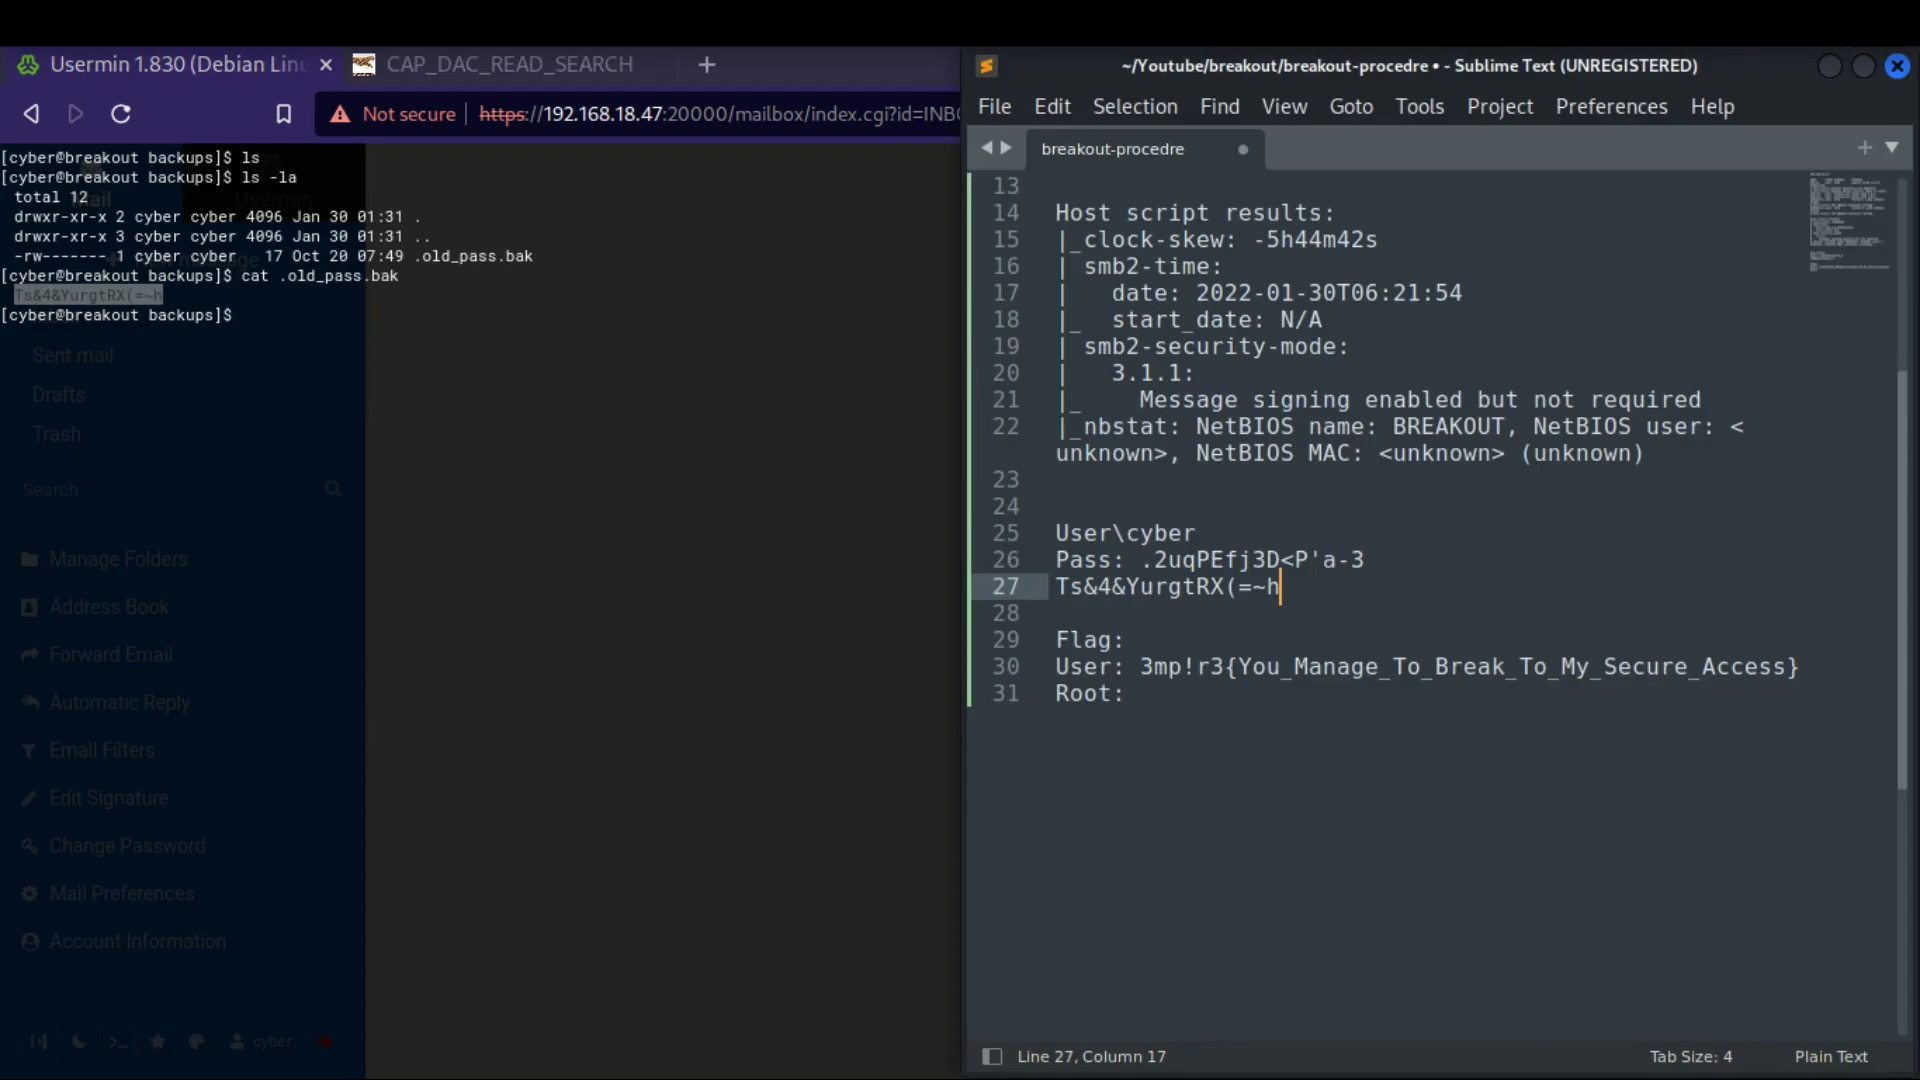 Usermin 1.830 (Debian Linu
CAP_DAC_READ_SEARCH
Not secure
https://192.168.18.47:20000/mailbox/index.cgi?id=INB
[cyber@breakout backups]$ ls
[cyber@breakout backups]$ ls -la
total 12
drwxr-xr-x 2 cyber cyber 4096 Jan 30 01:31 .
drwxr-xr-x 3 cyber cyber 4096 Jan 30 01:31 ..
-rw------- 1 cyber cyber   17 Oct 20 07:49 .old_pass.bak
[cyber@breakout backups]$ cat .old_pass.bak
Ts&4&YurgtRX(=~h
[cyber@breakout backups]$
Mail
Usermin
Sent mail
Drafts
Trash
Search
Manage Folders
Address Book
Forward Email
Automatic Reply
Email Filters
Edit Signature
Change Password
Mail Preferences
Account Information
cyber
~/Youtube/breakout/breakout-procedre • - Sublime Text (UNREGISTERED)
File Edit Selection Find View Goto Tools Project Preferences Help
breakout-procedre
13
14 Host script results:
15 |_clock-skew: -5h44m42s
16 | smb2-time:
17 |   date: 2022-01-30T06:21:54
18 |_  start_date: N/A
19 | smb2-security-mode:
20 |   3.1.1:
21 |_    Message signing enabled but not required
22 |_nbstat: NetBIOS name: BREAKOUT, NetBIOS user: <
unknown>, NetBIOS MAC: <unknown> (unknown)
23
24
25 User\cyber
26 Pass: .2uqPEfj3D<P'a-3
27 Ts&4&YurgtRX(=~h
28
29 Flag:
30 User: 3mp!r3{You_Manage_To_Break_To_My_Secure_Access}
31 Root:
Line 27, Column 17
Tab Size: 4
Plain Text